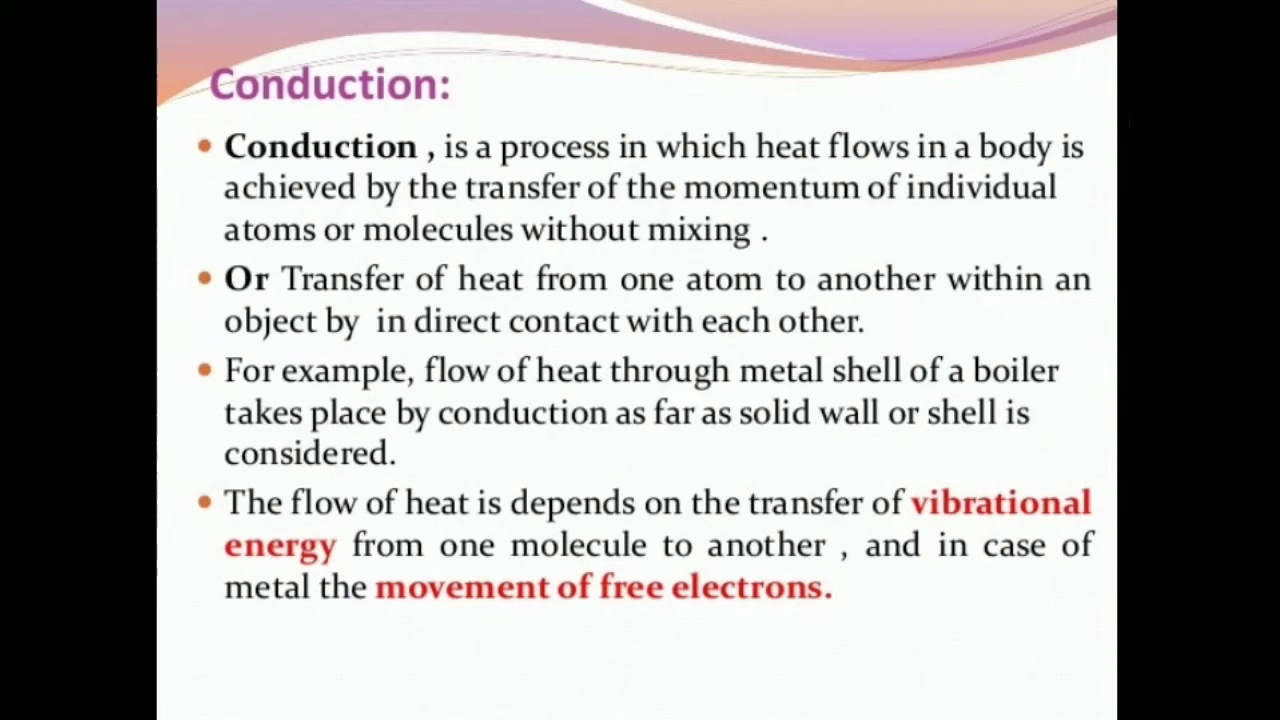 Conduction:
Conduction , is a process in which heat flows in a body is
achieved by the transfer of the momentum of individual
atoms or molecules without mixing .
Or Transfer of heat from one atom to another within an
object by in direct contact with each other.
For example, flow of heat through metal shell of a boiler
takes place by conduction as far as solid wall or shell is
considered.
The flow of heat is depends on the transfer of vibrational
energy from one molecule to another , and in case of
metal the movement of free electrons.